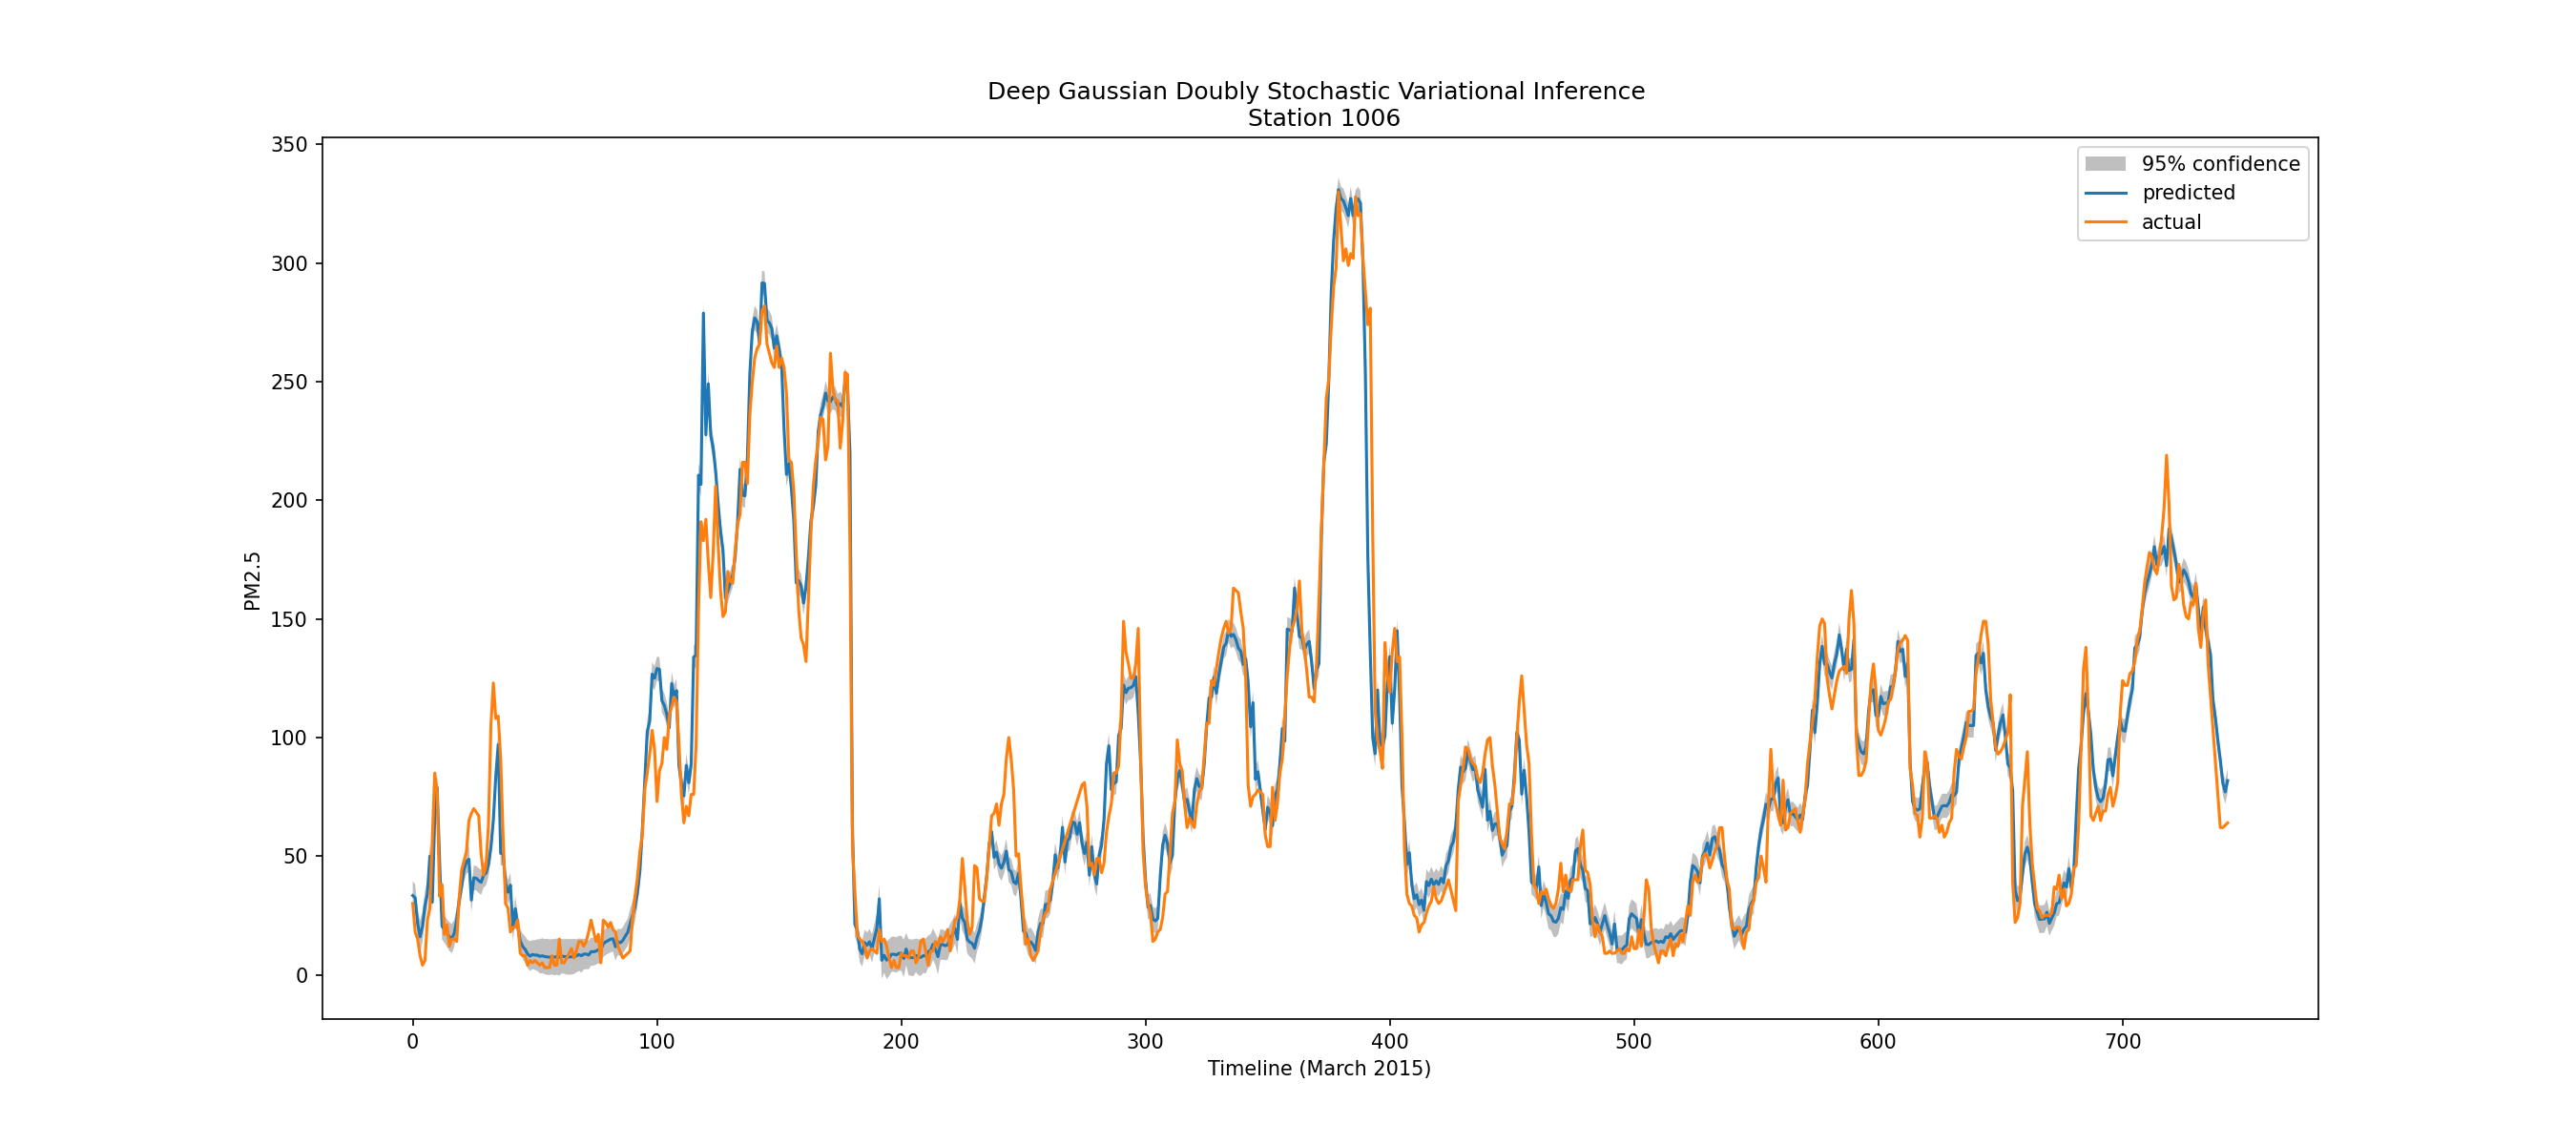 Deep Gaussian Doubly Stochastic Variational Inference
Station 1006
350
300
250
200
150
100
50
0
PM2.5
95% confidence
predicted
actual
0 100 200 300 400 500 600 700
Timeline (March 2015)